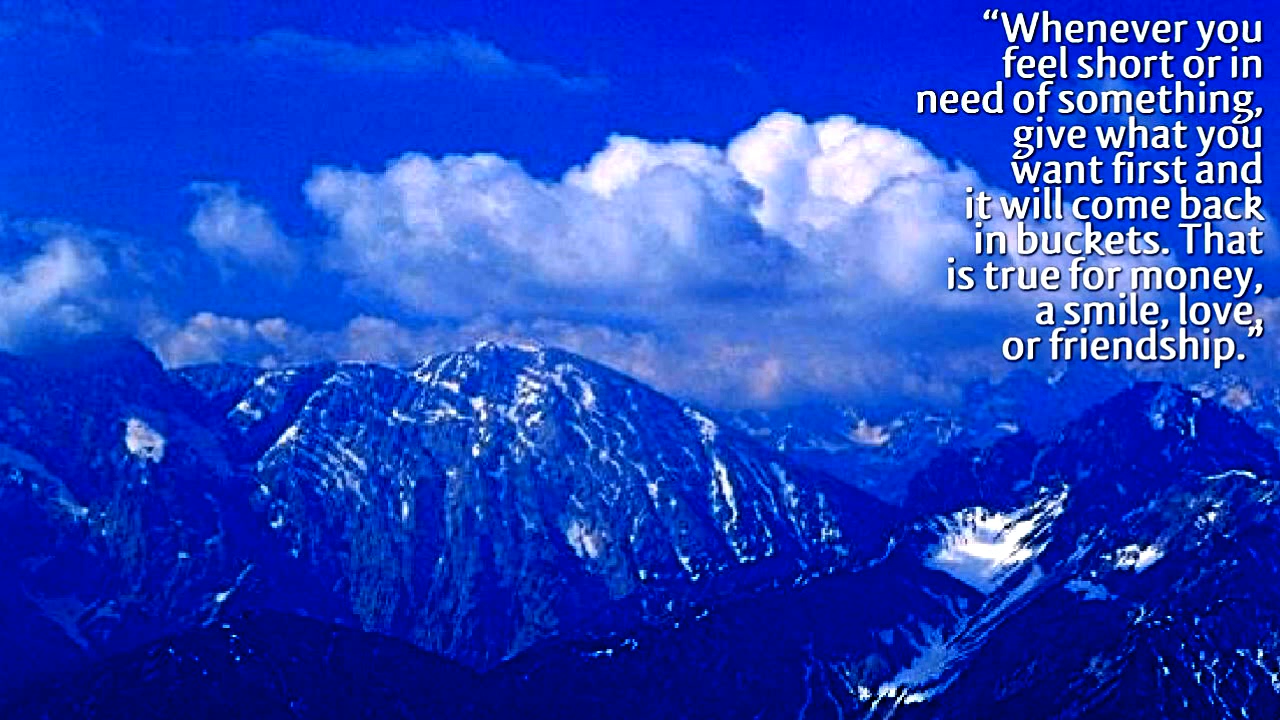 “Whenever you
feel short or in
need of something,
give what you
want first and
it will come back
in buckets. That
is true for money,
a smile, love,
or friendship.”